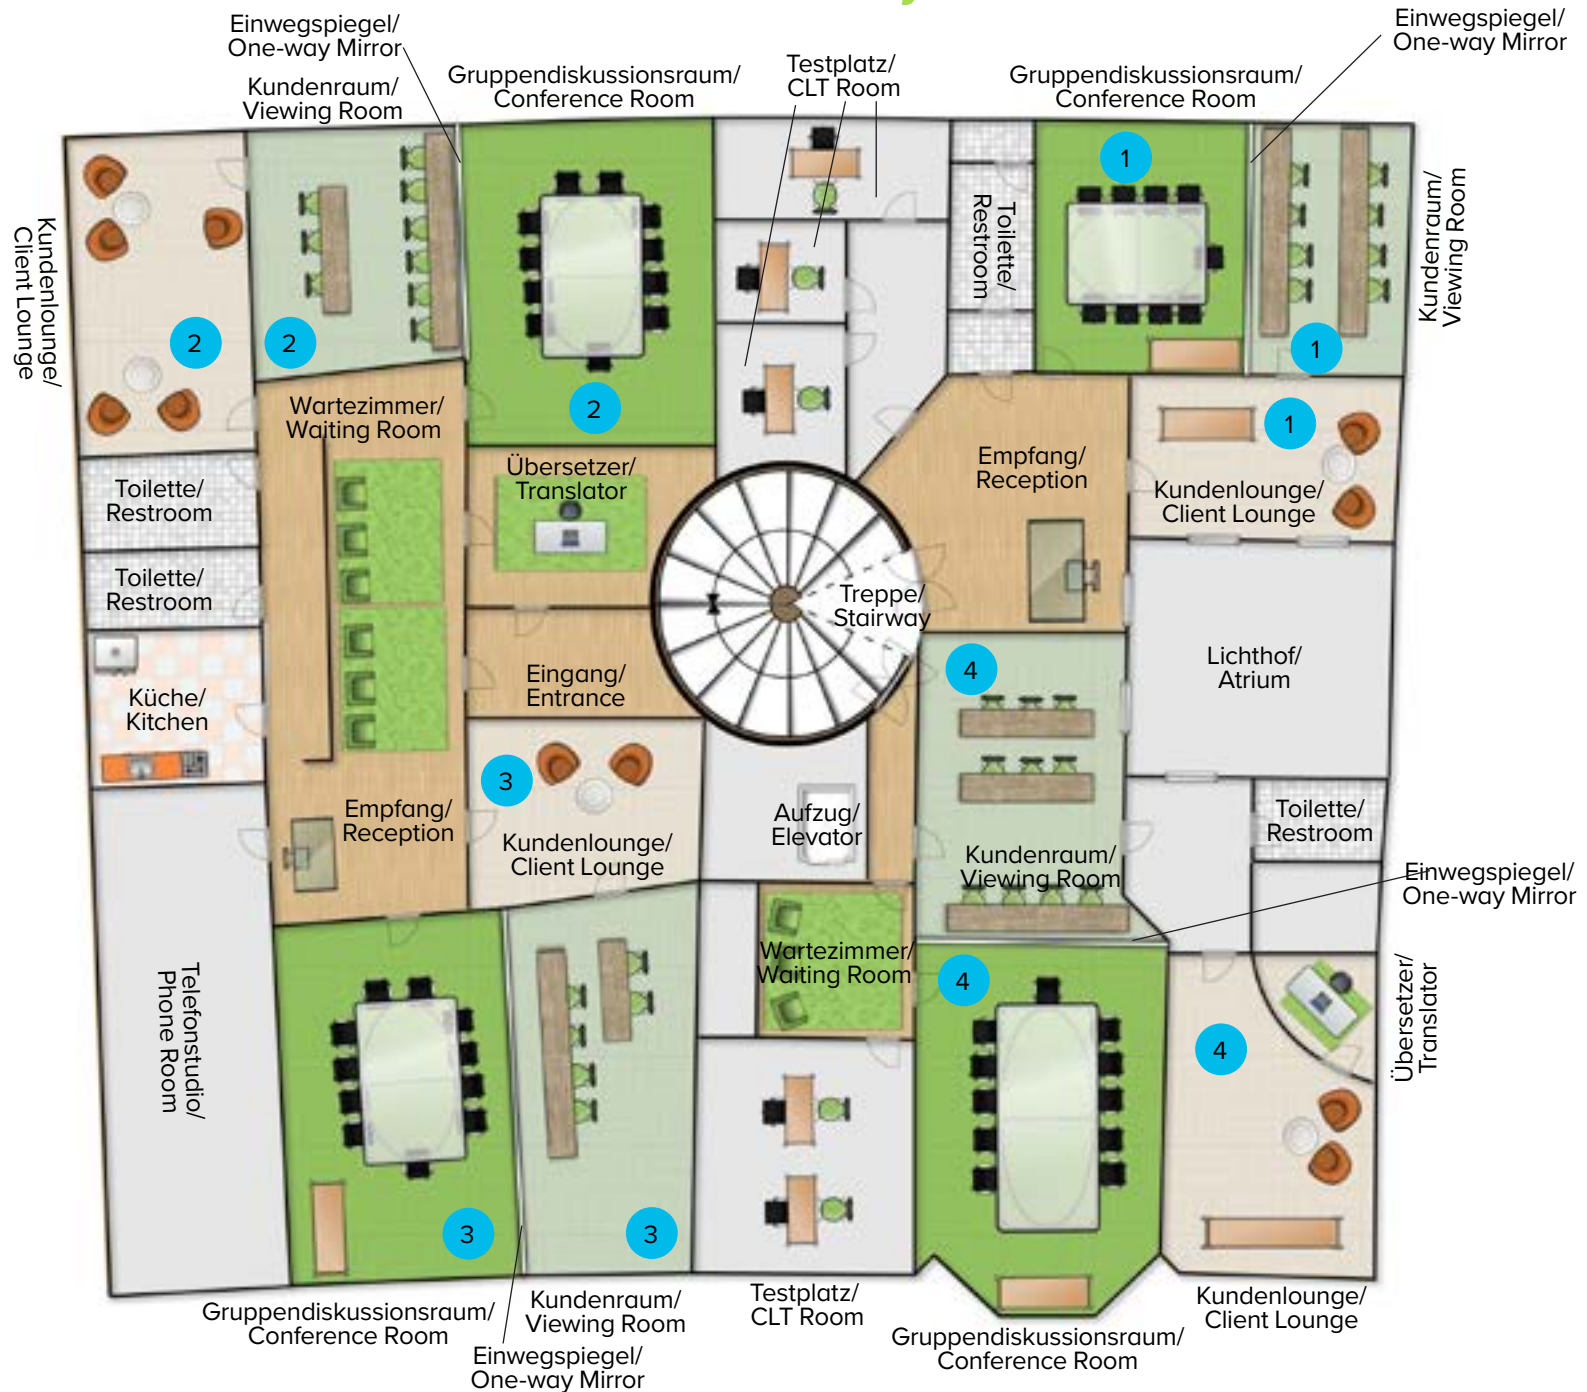 Einwegspiegel/
One-way Mirror
Kundenraum/
Viewing Room
Gruppendiskussionsraum/
Conference Room
Testplatz/
CLT Room
Gruppendiskussionsraum/
Conference Room
Einwegspiegel/
One-way Mirror
Kundenlounge/
Client Lounge
2
2
2
Toilette/
Restroom
1
1
Kundenraum/
Viewing Room
Wartezimmer/
Waiting Room
Übersetzer/
Translator
Empfang/
Reception
1
Kundenlounge/
Client Lounge
Toilette/
Restroom
Toilette/
Restroom
Treppe/
Stairway
Lichthof/
Atrium
Küche/
Kitchen
Eingang/
Entrance
4
3
Empfang/
Reception
Kundenlounge/
Client Lounge
Aufzug/
Elevator
Kundenraum/
Viewing Room
Toilette/
Restroom
Einwegspiegel/
One-way Mirror
Telefonstudio/
Phone Room
Wartezimmer/
Waiting Room
4
4
Übersetzer/
Translator
3
3
Gruppendiskussionsraum/
Conference Room
Kundenraum/
Viewing Room
Einwegspiegel/
One-way Mirror
Testplatz/
CLT Room
Gruppendiskussionsraum/
Conference Room
Kundenlounge/
Client Lounge